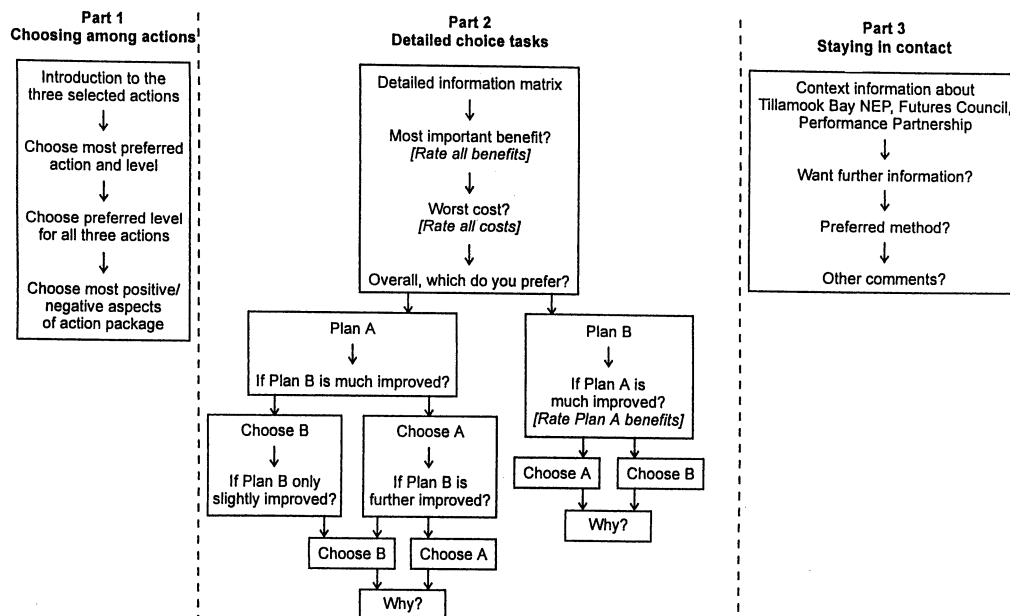 Part 1
Choosing among actions
Introduction to the
three selected actions
Choose most preferred
action and level
Choose preferred level
for all three actions
Choose most positive/
negative aspects
of action package
Part 2
Detailed choice tasks
Detailed information matrix
Most important benefit?
[Rate all benefits]
Worst cost?
[Rate all costs]
Overall, which do you prefer?
Plan A
If Plan B is much improved?
Choose B
If Plan B only
slightly improved?
Choose A
If Plan B is
further improved?
Choose B
Choose A
Why?
Plan B
If Plan A is
much improved?
[Rate Plan A benefits]
Choose A
Choose B
Why?
Part 3
Staying in contact
Context information about
Tillamook Bay NEP, Futures Council,
Performance Partnership
Want further information?
Preferred method?
Other comments?